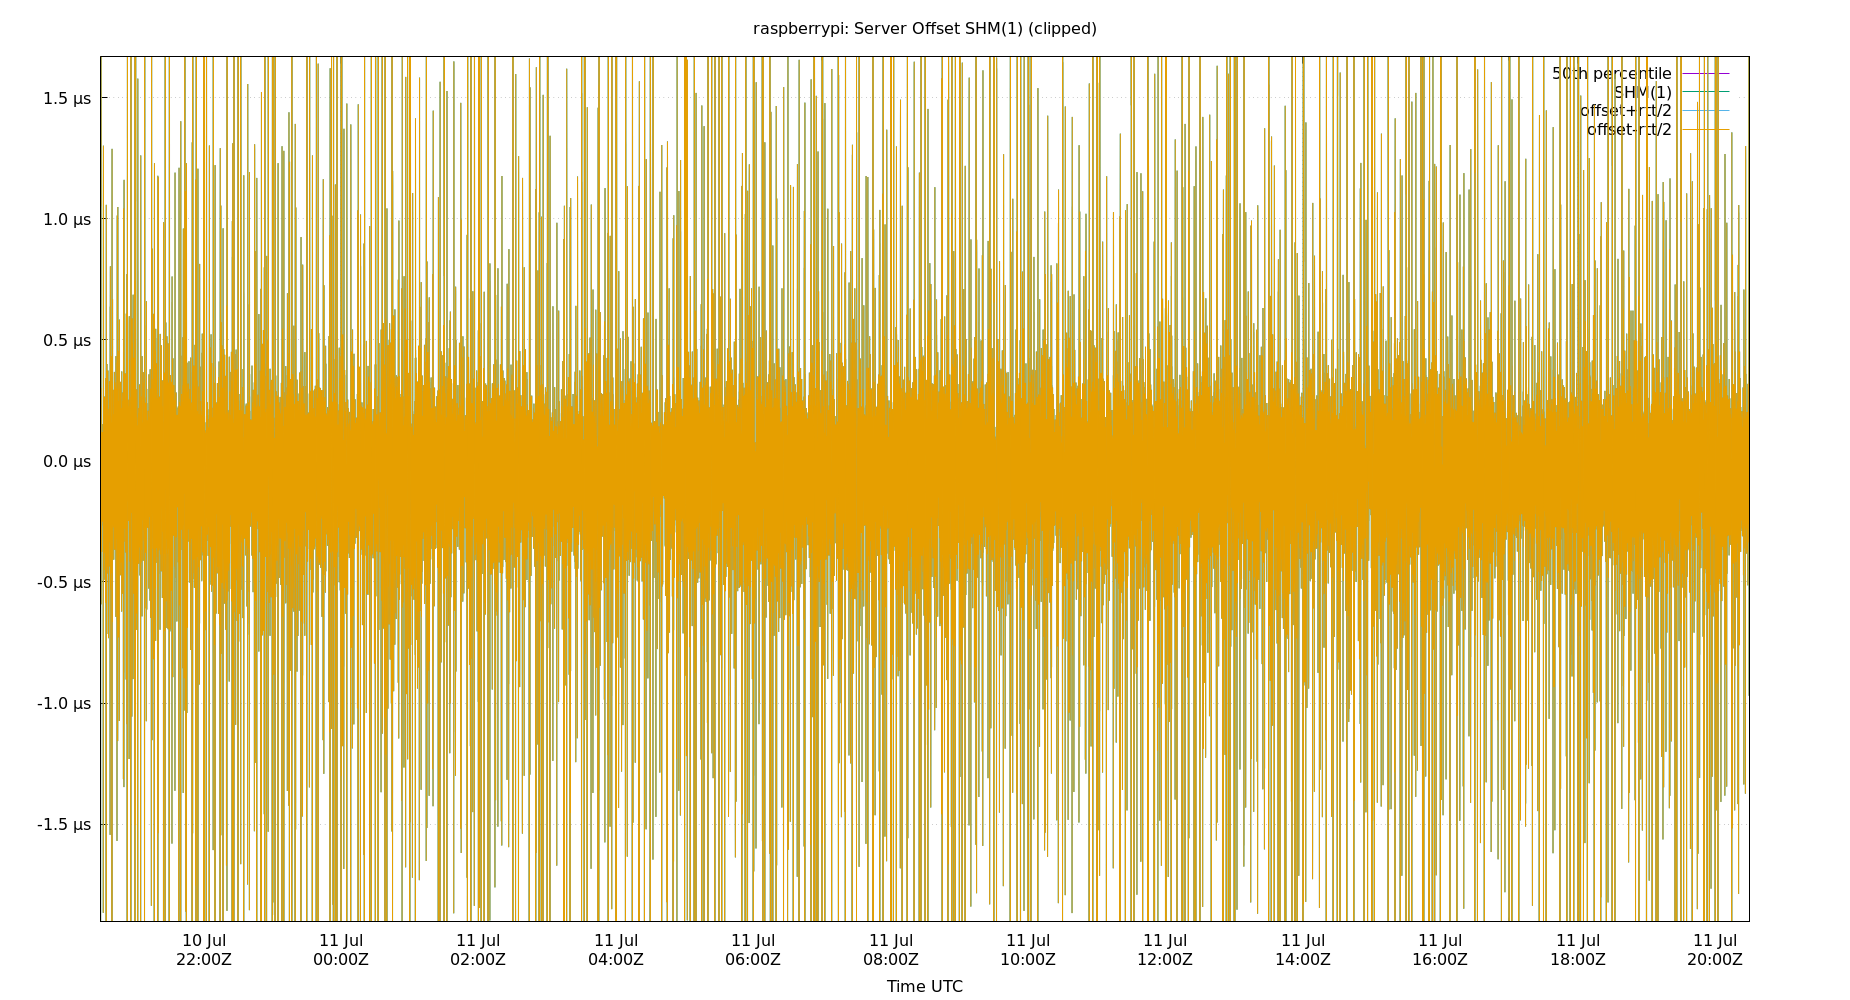 raspberrypi: Server Offset SHM(1) (clipped)
50th percentile
SHM(1)
offset+rtt/2
offset-rtt/2
1.5 µs
1.0 µs
0.5 µs
0.0 µs
-0.5 µs
-1.0 µs
-1.5 µs
10 Jul 11 Jul 11 Jul 11 Jul 11 Jul 11 Jul 11 Jul 11 Jul 11 Jul 11 Jul 11 Jul 11 Jul
22:00Z 00:00Z 02:00Z 04:00Z 06:00Z 08:00Z 10:00Z 12:00Z 14:00Z 16:00Z 18:00Z 20:00Z
Time UTC